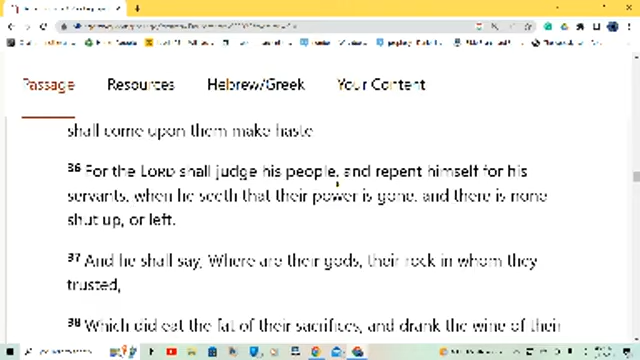 Passage
Resources
Hebrew/Greek
Your Content
shall come upon them make haste
36 For the LORD shall judge his people, and repent himself for his
servants, when he seeth that their power is gone, and there is none
shut up, or left.
37 And he shall say, Where are their gods, their rock in whom they
trusted,
38 Which did eat the fat of their sacrifices, and drank the wine of their